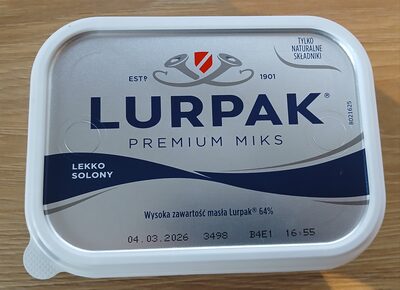 TYLKO
NATURALNE
SKŁADNIKI
ESTD 1901
LURPAK®
PREMIUM MIKS
LEKKO
SOLONY
Wysoka zawartość masła Lurpak® 64%
04.03.2026 3498 B4E1 16:55
R021625